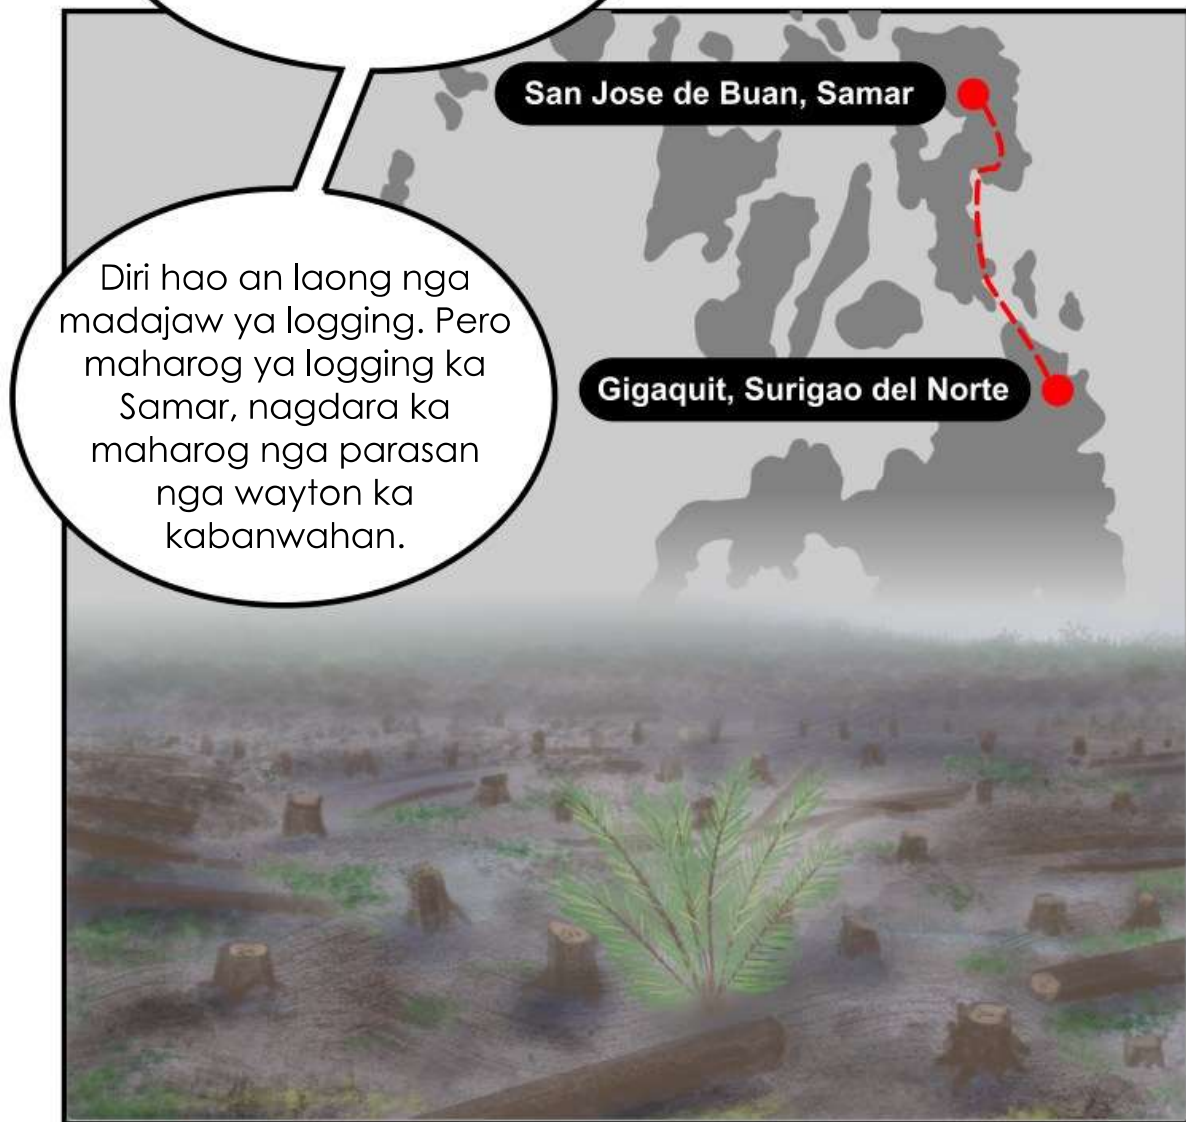 San Jose de Buan, Samar
Diri hao an laong nga
madajaw ya logging. Pero
maharog ya logging ka
Samar, nagdara ka
maharog nga parasan
nga wayton ka
kabanwahan.
Gigaquit, Surigao del Norte